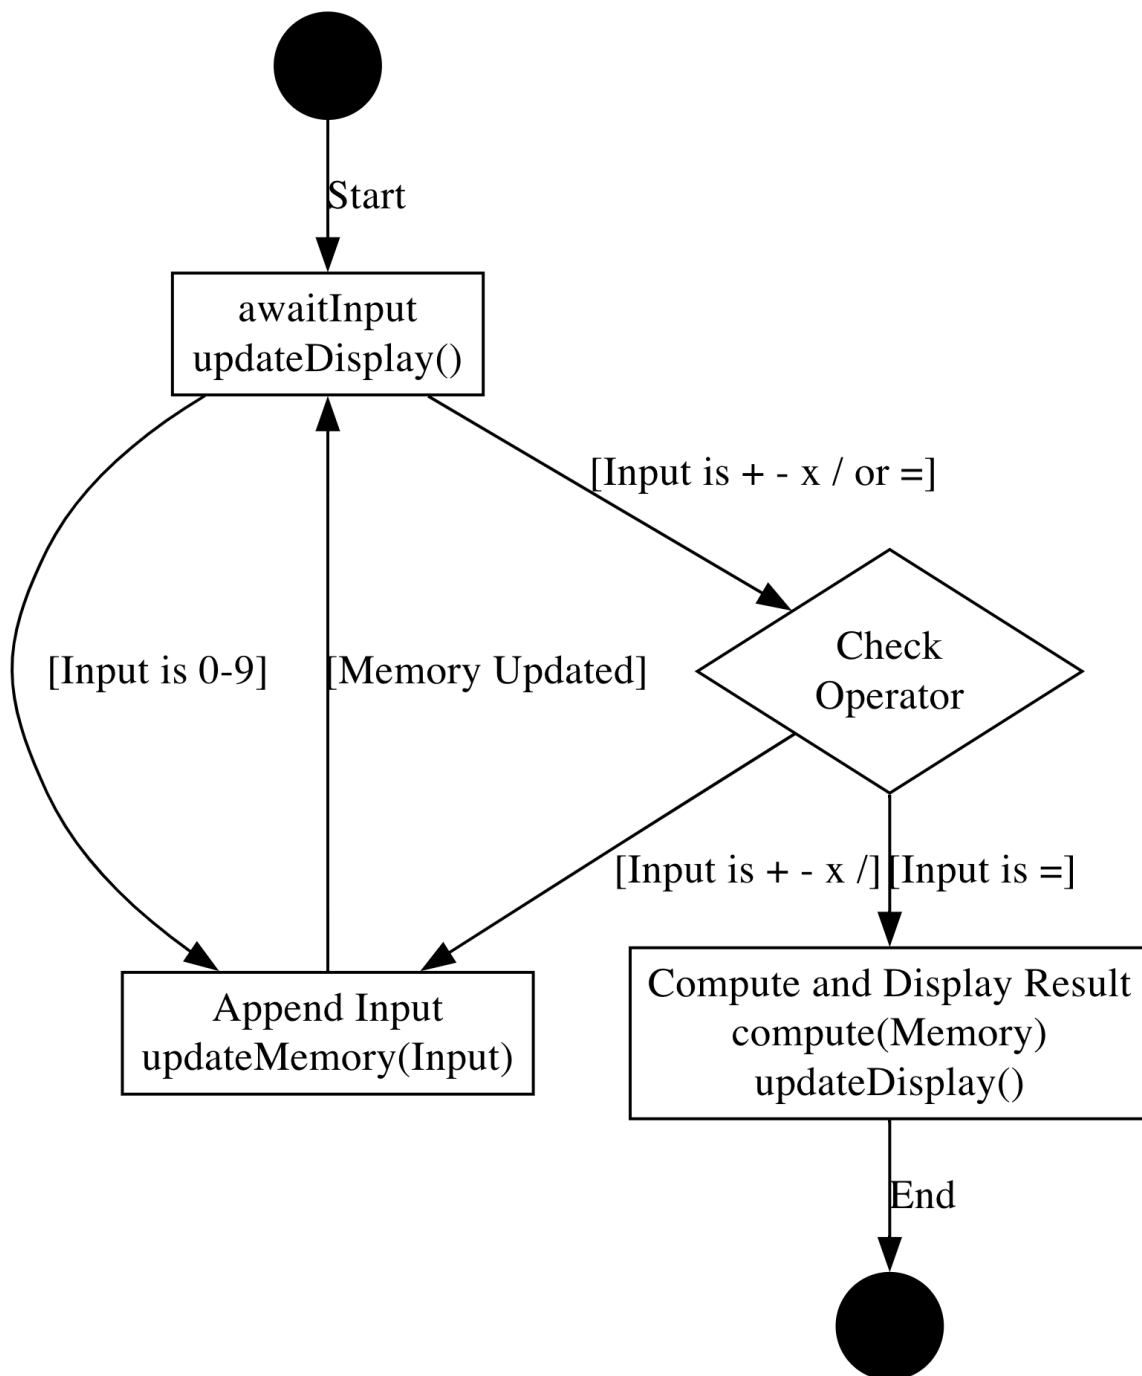 Start
awaitInput
updateDisplay()
[Input is + - x / or =]
[Input is 0-9]
[Memory Updated]
Check
Operator
[Input is + - x /]
[Input is =]
Append Input
updateMemory(Input)
Compute and Display Result
compute(Memory)
updateDisplay()
End